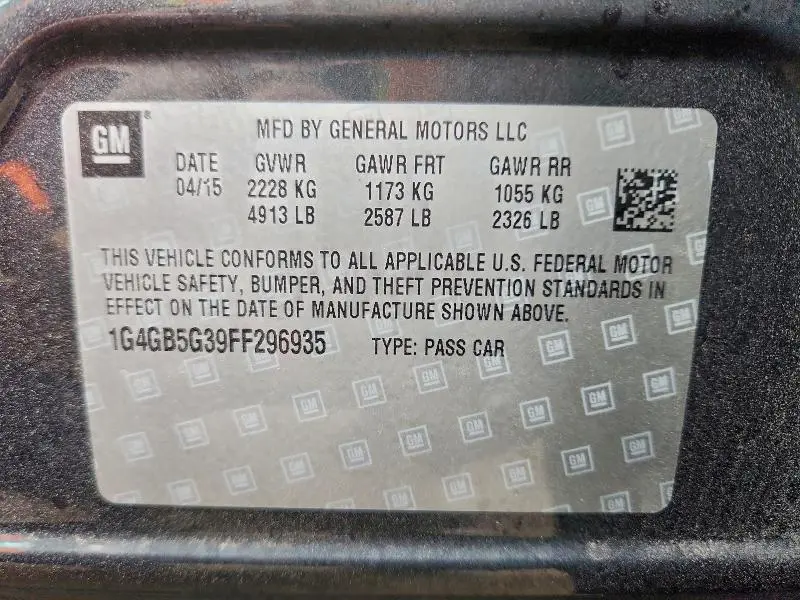 GM
MFD BY GENERAL MOTORS LLC
DATE GVWR GAWR FRT GAWR RR
04/15 2228 KG 1173 KG 1055 KG
4913 LB 2587 LB 2326 LB
THIS VEHICLE CONFORMS TO ALL APPLICABLE U.S. FEDERAL MOTOR
VEHICLE SAFETY, BUMPER, AND THEFT PREVENTION STANDARDS IN
EFFECT ON THE DATE OF MANUFACTURE SHOWN ABOVE.
1G4GB5G39FF296935 TYPE: PASS CAR